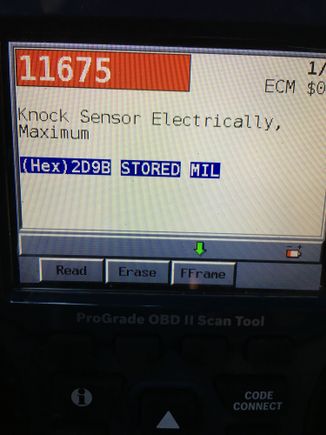 11675
1/
ECM $0
Knock Sensor Electrically,
Maximum
(Hex)2D9B STORED MIL
Read Erase FFrame
ProGrade OBD II Scan Tool
CODE
CONNECT